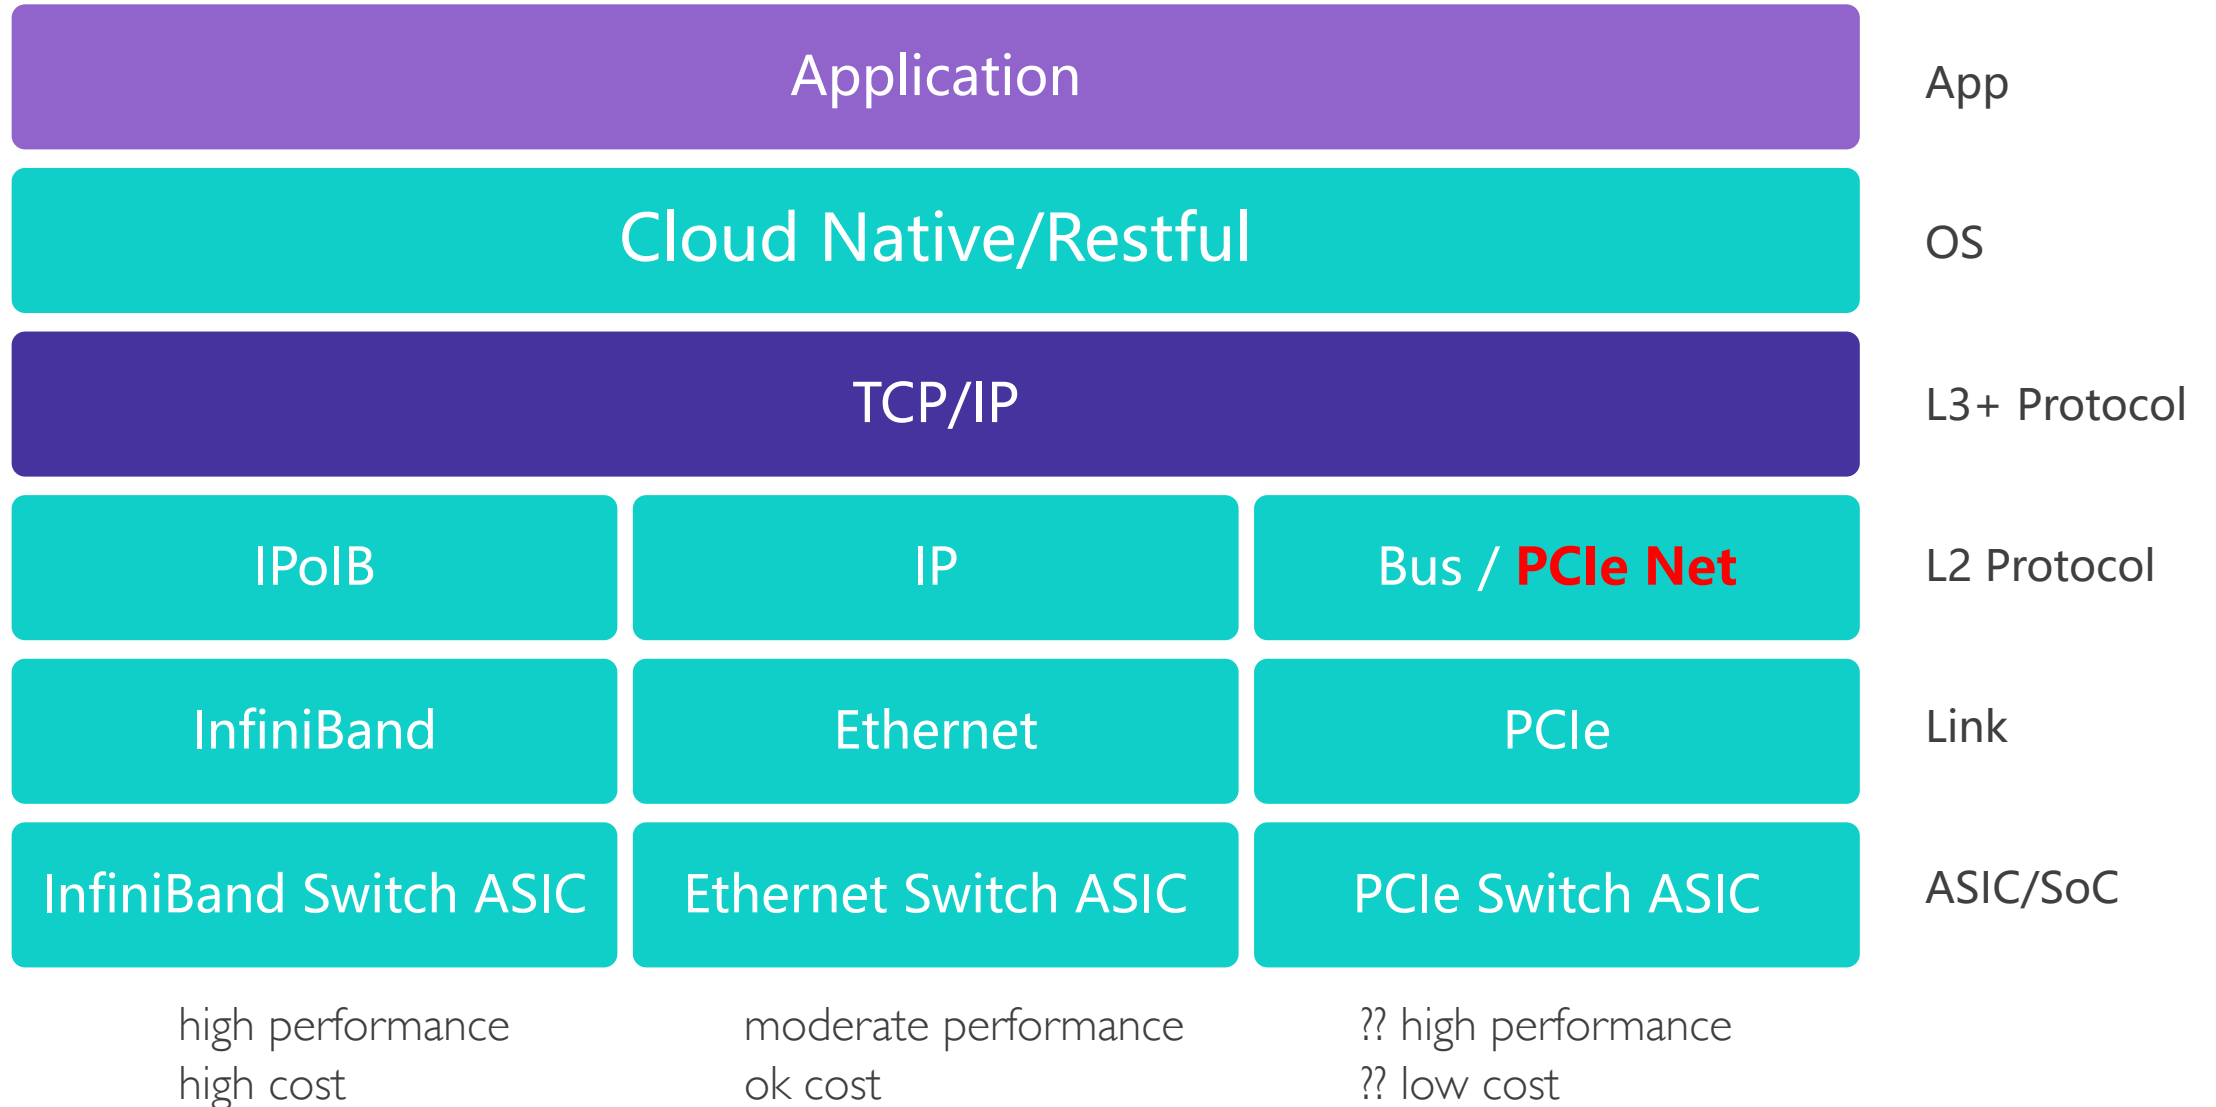 Application
App
Cloud Native/Restful
OS
TCP/IP
L3+ Protocol
IPoIB
IP
Bus / PCIe Net
L2 Protocol
InfiniBand
Ethernet
PCIe
Link
InfiniBand Switch ASIC
Ethernet Switch ASIC
PCIe Switch ASIC
ASIC/SoC
high performance
high cost
moderate performance
ok cost
?? high performance
?? low cost